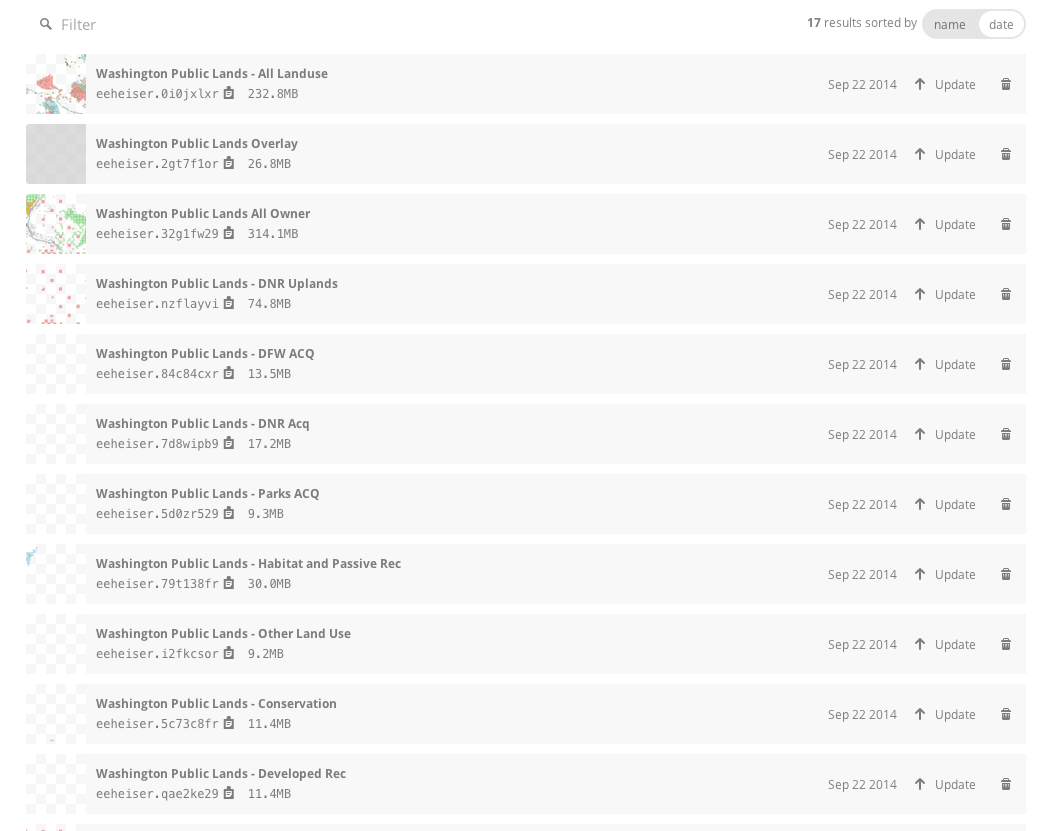 Filter
17 results sorted by name date
Washington Public Lands - All Landuse
eeheiser.0i0jxlxr 232.8MB Sep 22 2014 Update
Washington Public Lands Overlay
eeheiser.2gt7f1or 26.8MB Sep 22 2014 Update
Washington Public Lands All Owner
eeheiser.32g1fw29 314.1MB Sep 22 2014 Update
Washington Public Lands - DNR Uplands
eeheiser.nzflayvi 74.8MB Sep 22 2014 Update
Washington Public Lands - DFW ACQ
eeheiser.84c84cxr 13.5MB Sep 22 2014 Update
Washington Public Lands - DNR Acq
eeheiser.7d8wipb9 17.2MB Sep 22 2014 Update
Washington Public Lands - Parks ACQ
eeheiser.5d0zr529 9.3MB Sep 22 2014 Update
Washington Public Lands - Habitat and Passive Rec
eeheiser.79t138fr 30.0MB Sep 22 2014 Update
Washington Public Lands - Other Land Use
eeheiser.i2fkcsor 9.2MB Sep 22 2014 Update
Washington Public Lands - Conservation
eeheiser.5c73c8fr 11.4MB Sep 22 2014 Update
Washington Public Lands - Developed Rec
eeheiser.qae2ke29 11.4MB Sep 22 2014 Update